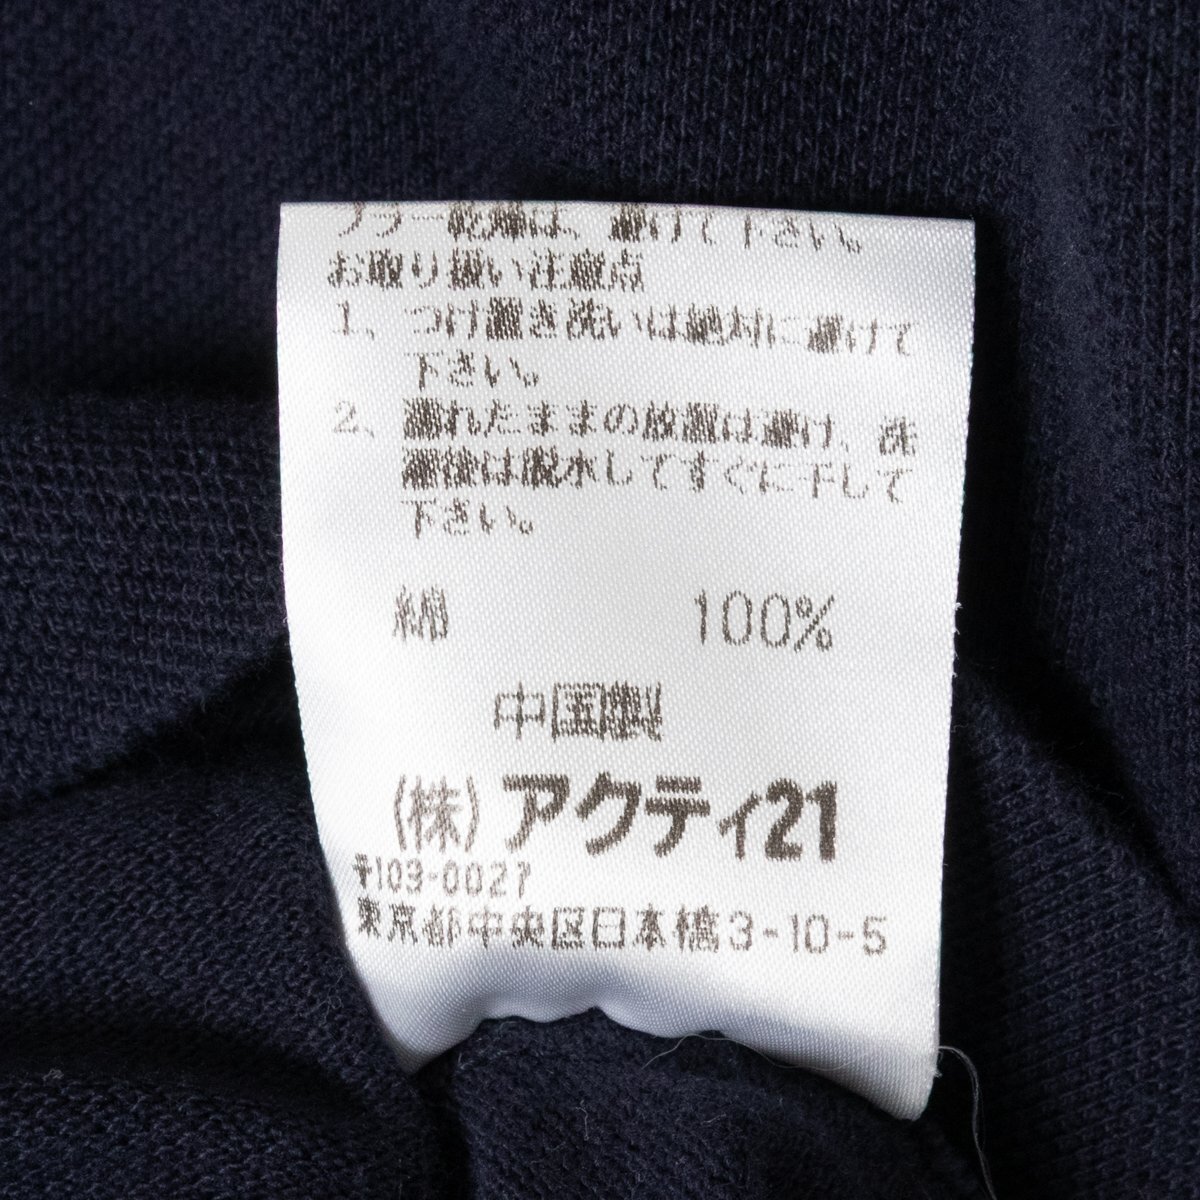 ブラー乾燥は、避けて下さい。
お取り扱い注意点
1、つけ置き洗いは絶対に避けて
下さい。
2、濡れたままの放置は避け、洗
濯後は脱水してすぐに干して
下さい。
綿 100%
中国製
(株)アクティ21
〒103-0027
東京都中央区日本橋3-10-5